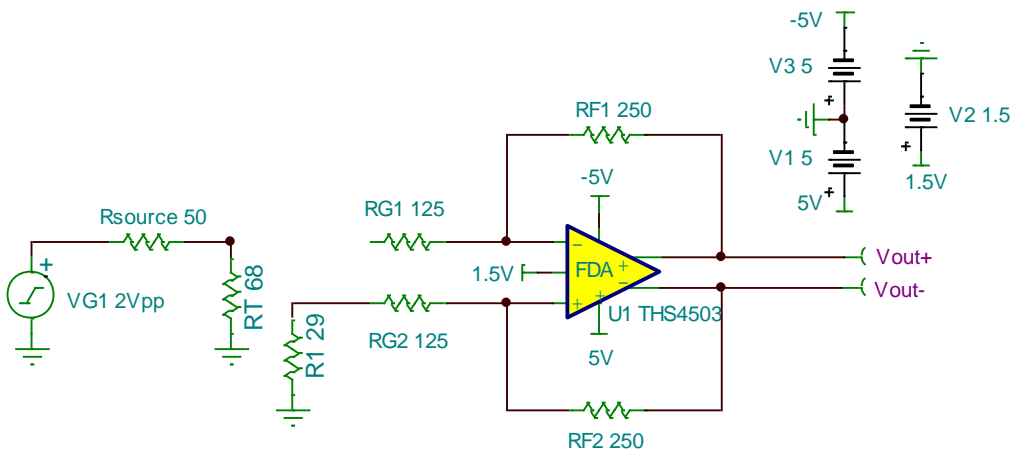 -5V
V3 5
+
V2 1.5
+
1.5V
V1 5
+
5V
RF1 250
-5V
RG1 125
Rsource 50
+
VG1 2Vpp
RT 68
1.5V
−
FDA
+
+
−
+
U1 THS4503
Vout+
Vout-
R1 29
RG2 125
5V
RF2 250